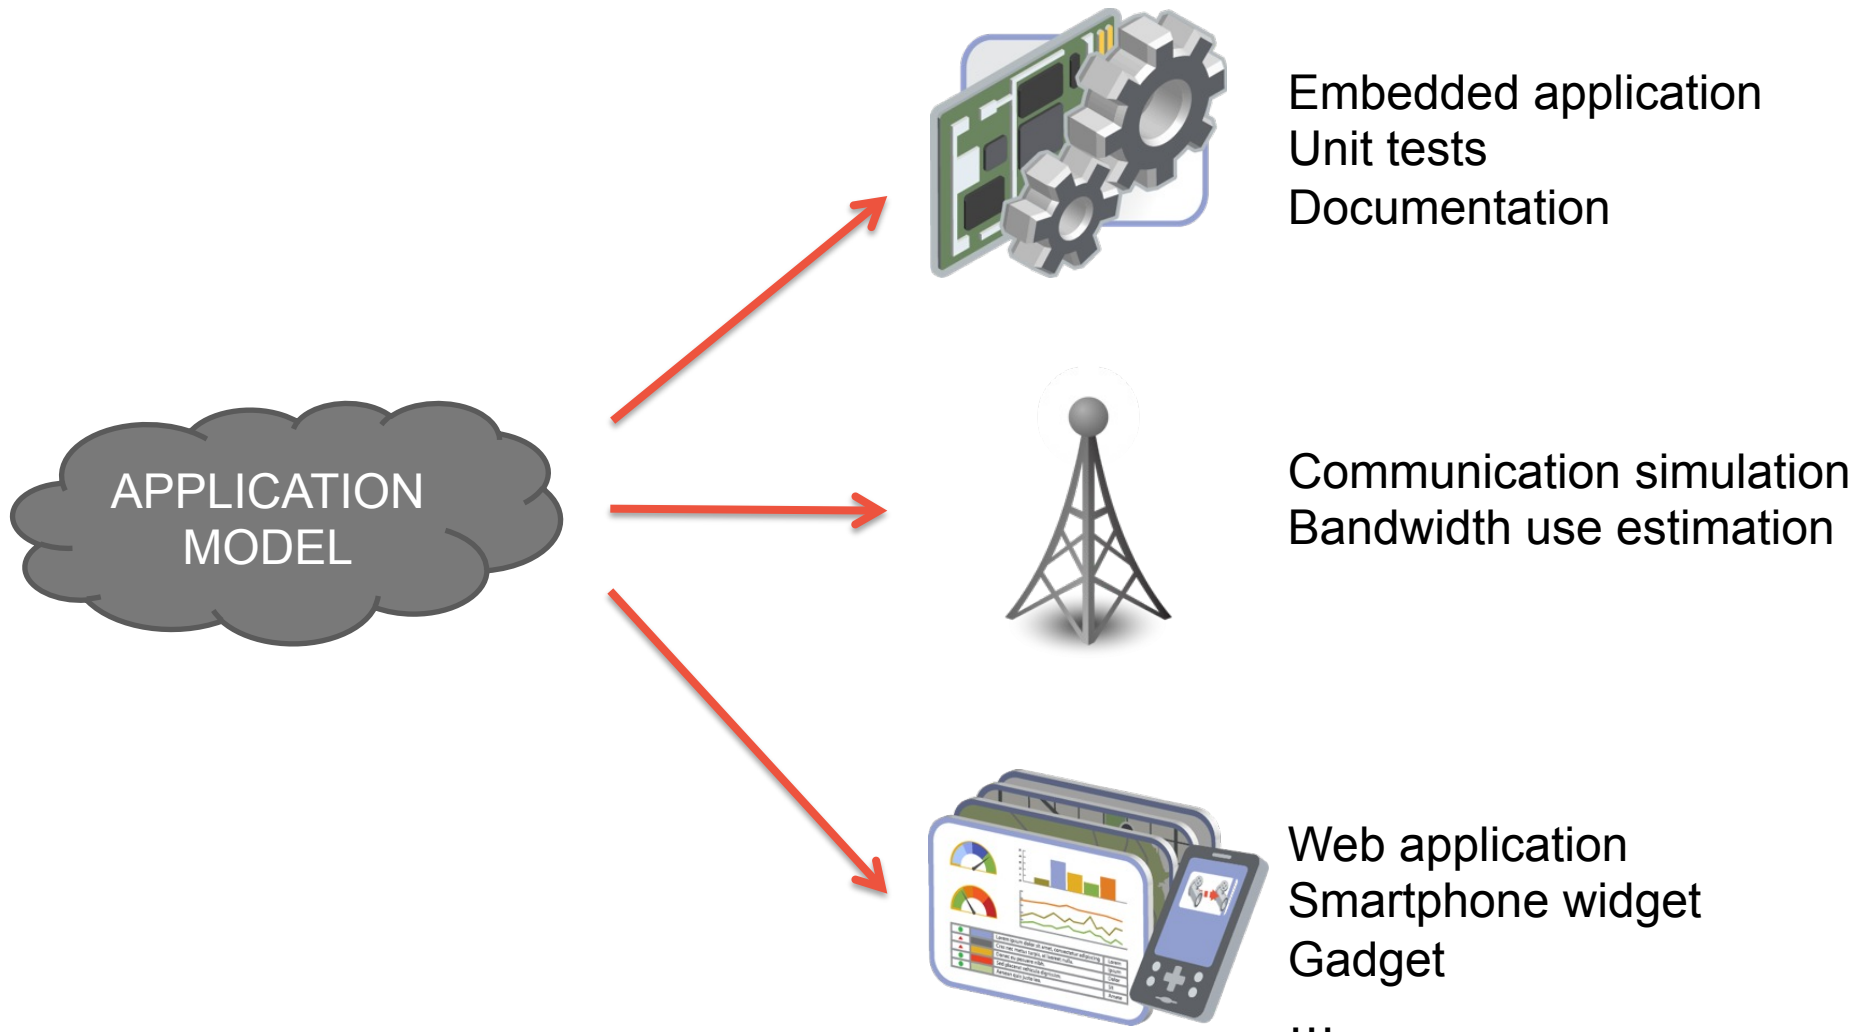 Embedded application
Unit tests
Documentation
APPLICATION
MODEL
Communication simulation
Bandwidth use estimation
Web application
Smartphone widget
Gadget
...